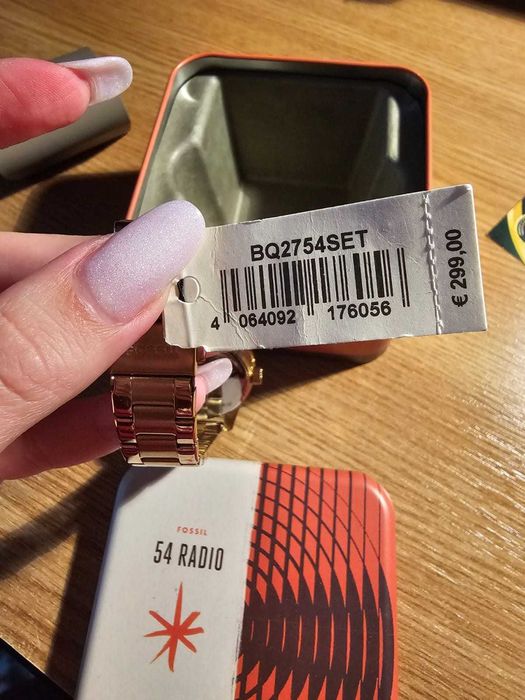 BQ2754SET
4 064092 176056
€ 299,00
FOSSIL
54 RADIO